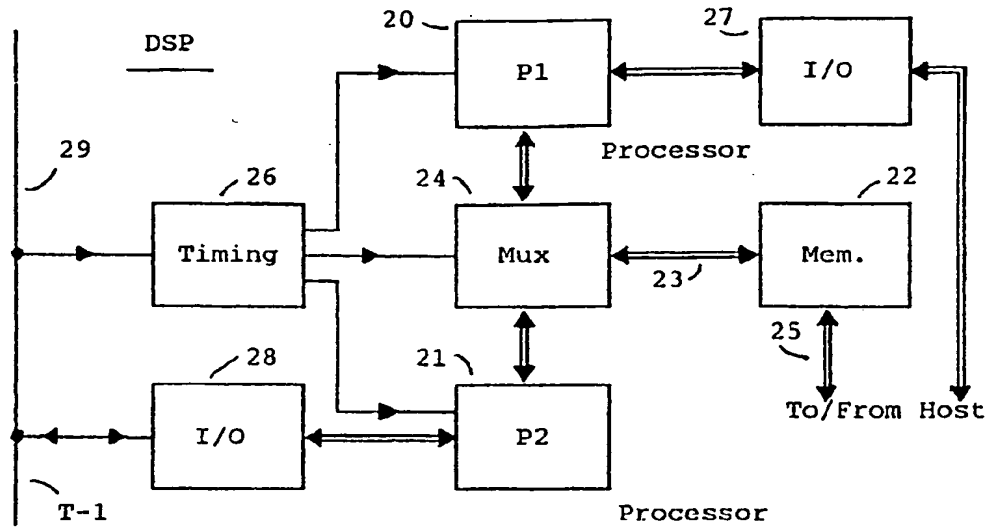 DSP
20
P1
Processor
27
I/O
29
26
Timing
24
Mux
23
22
Mem.
25
To/From Host
28
I/O
21
P2
Processor
T-1